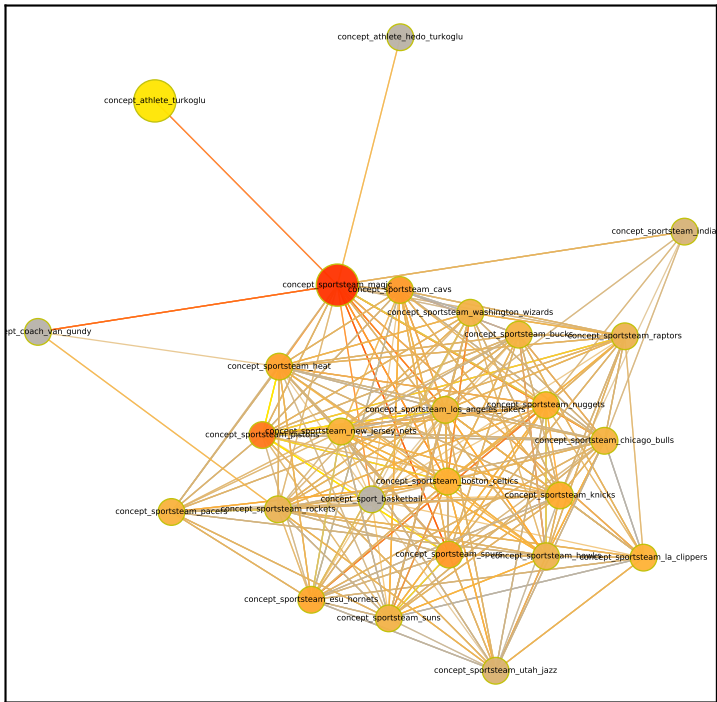 concept_athlete_hedo_turkoglu
concept_athlete_turkoglu
concept_sportsteam_india
concept_sportsteam_magic
concept_sportsteam_cavs
concept_sportsteam_washington_wizards
ept_coach_van_gundy
concept_sportsteam_bucks
concept_sportsteam_raptors
concept_sportsteam_heat
concept_sportsteam_los_angeles_lakers
concept_sportsteam_nuggets
concept_sportsteam_pistons
concept_sportsteam_new_jersey_nets
concept_sportsteam_chicago_bulls
concept_sportsteam_boston_celtics
concept_sport_basketball
concept_sportsteam_knicks
concept_sportsteam_pacers
concept_sportsteam_rockets
concept_sportsteam_spurs
concept_sportsteam_hawks
concept_sportsteam_la_clippers
concept_sportsteam_esu_hornets
concept_sportsteam_suns
concept_sportsteam_utah_jazz